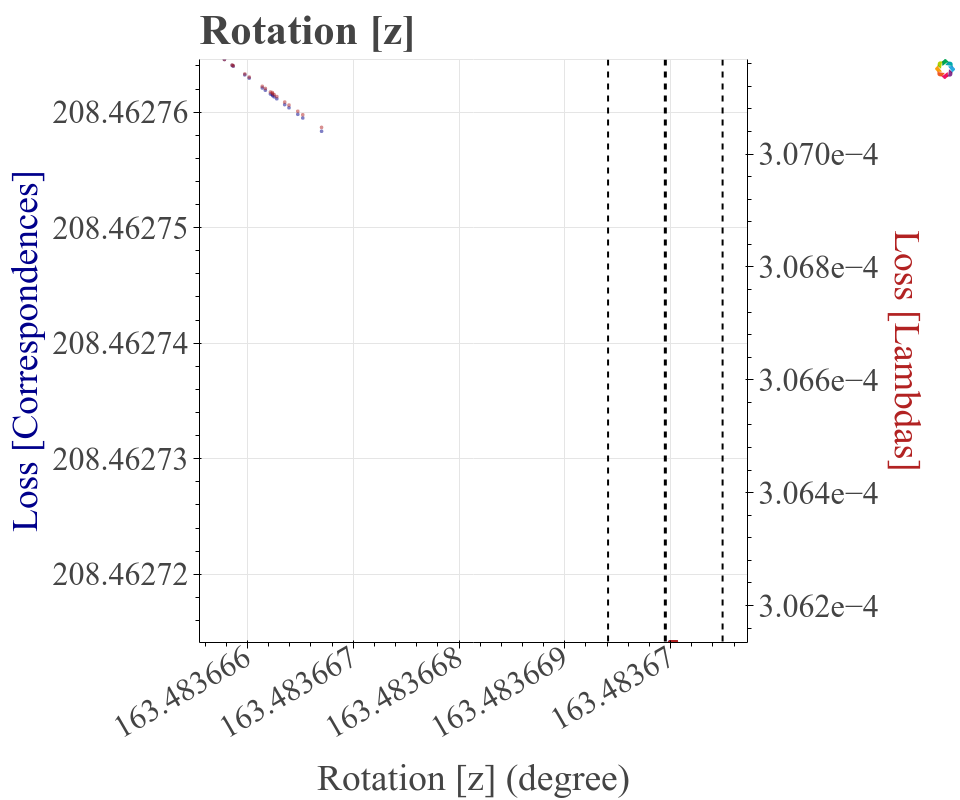 Rotation [z]
Loss [Correspondences]
208.46276
208.46275
208.46274
208.46273
208.46272
3.070e−4
3.068e−4
3.066e−4
3.064e−4
3.062e−4
Loss [Lambdas]
163.483666
163.483667
163.483668
163.483669
163.48367
Rotation [z] (degree)